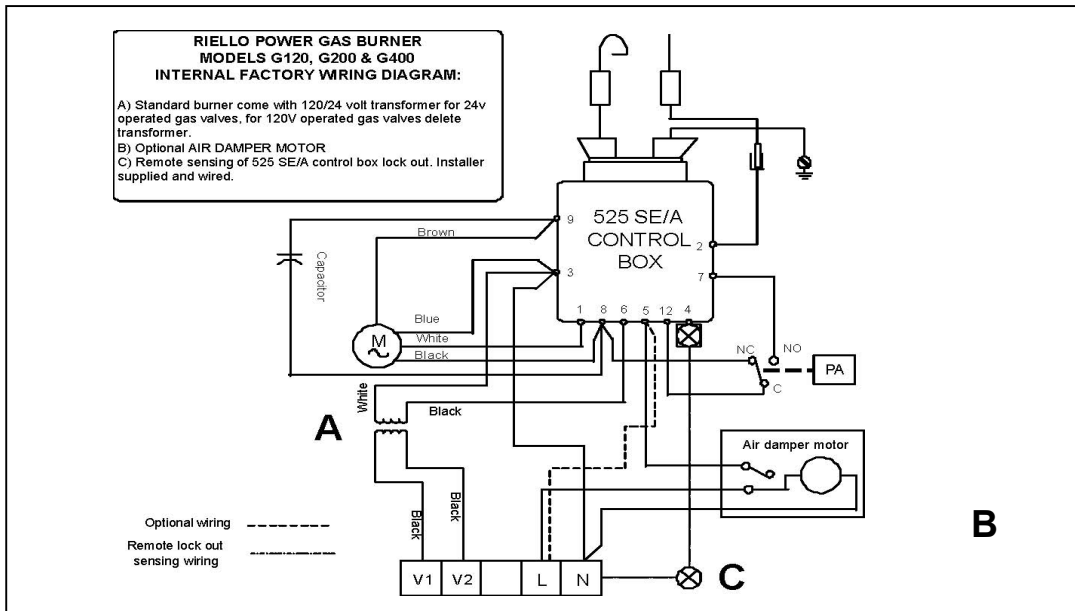 RIELLO POWER GAS BURNER
MODELS G120, G200 & G400
INTERNAL FACTORY WIRING DIAGRAM:
A) Standard burner come with 120/24 volt transformer for 24v
operated gas valves, for 120V operated gas valves delete
transformer.
B) Optional AIR DAMPER MOTOR
C) Remote sensing of 525 SE/A control box lock out. Installer
supplied and wired.
525 SE/A
CONTROL
BOX
9
2
3
7
1
8
6
5
12
4
Brown
Capacitor
Blue
White
Black
M
NC
NO
C
PA
White
Black
A
Air damper motor
B
Black
Black
Optional wiring
Remote lock out
sensing wiring
V1
V2
L
N
C